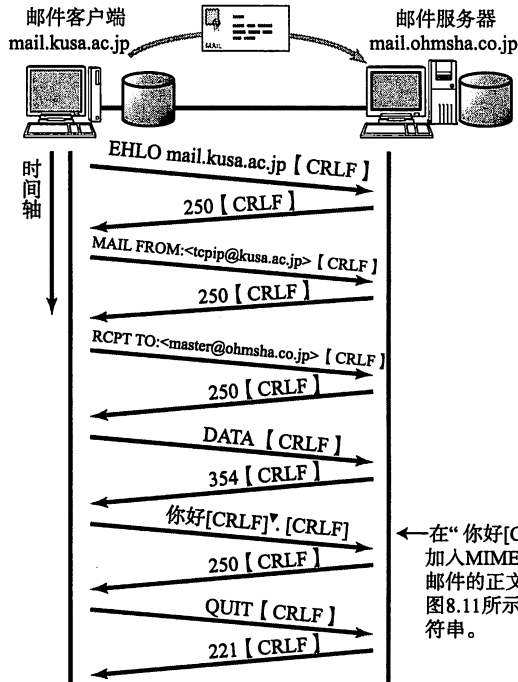 邮件客户端
mail.kusa.ac.jp
MAIL
邮件服务器
mail.ohmsha.co.jp
时间轴
EHLO mail.kusa.ac.jp【 CRLF 】
250【 CRLF 】
MAIL FROM:<tcpip@kusa.ac.jp>【 CRLF 】
250【 CRLF 】
RCPT TO:<master@ohmsha.co.jp>【 CRLF 】
250【 CRLF 】
DATA 【 CRLF 】
354【 CRLF 】
你好[CRLF]▼. [CRLF]
250【 CRLF 】
QUIT【 CRLF 】
221【 CRLF 】
在“ 你好[C
加入MIME
邮件的正文
图8.11所示
符串。